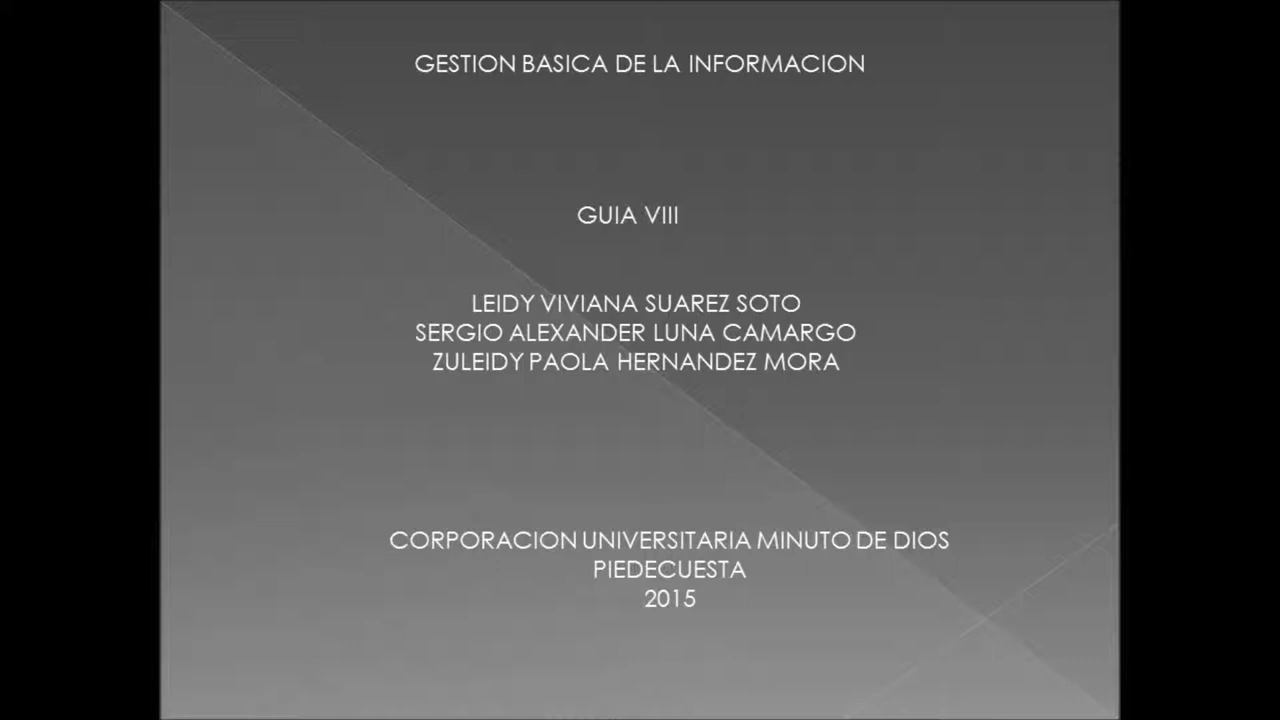 GESTION BASICA DE LA INFORMACION
GUIA VIII
LEIDY VIVIANA SUAREZ SOTO
SERGIO ALEXANDER LUNA CAMARGO
ZULEIDY PAOLA HERNANDEZ MORA
CORPORACION UNIVERSITARIA MINUTO DE DIOS
PIEDECUESTA
2015